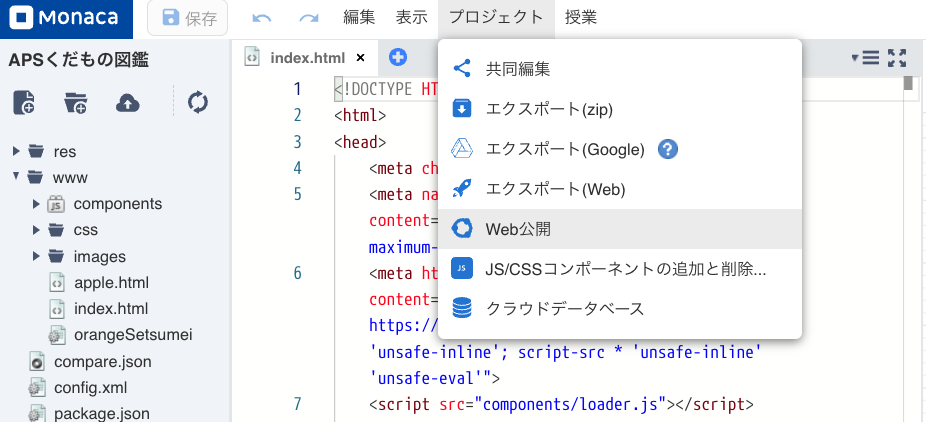 Monaca
保存
編集
表示
プロジェクト
授業
APSくだもの図鑑
res
www
components
css
images
apple.html
index.html
orangeSetsumei
compare.json
config.xml
package.json
index.html ×
共同編集
エクスポート(zip)
エクスポート(Google) ?
エクスポート(Web)
Web公開
JS JS/CSSコンポーネントの追加と削除...
クラウドデータベース
1 <!DOCTYPE HT
2 <html>
3 <head>
4 <meta ch
5 <meta na
content=
maximum-
6 <meta ht
content=
https://
'unsafe-inline'; script-src * 'unsafe-inline'
'unsafe-eval'">
7 <script src="components/loader.js"></script>